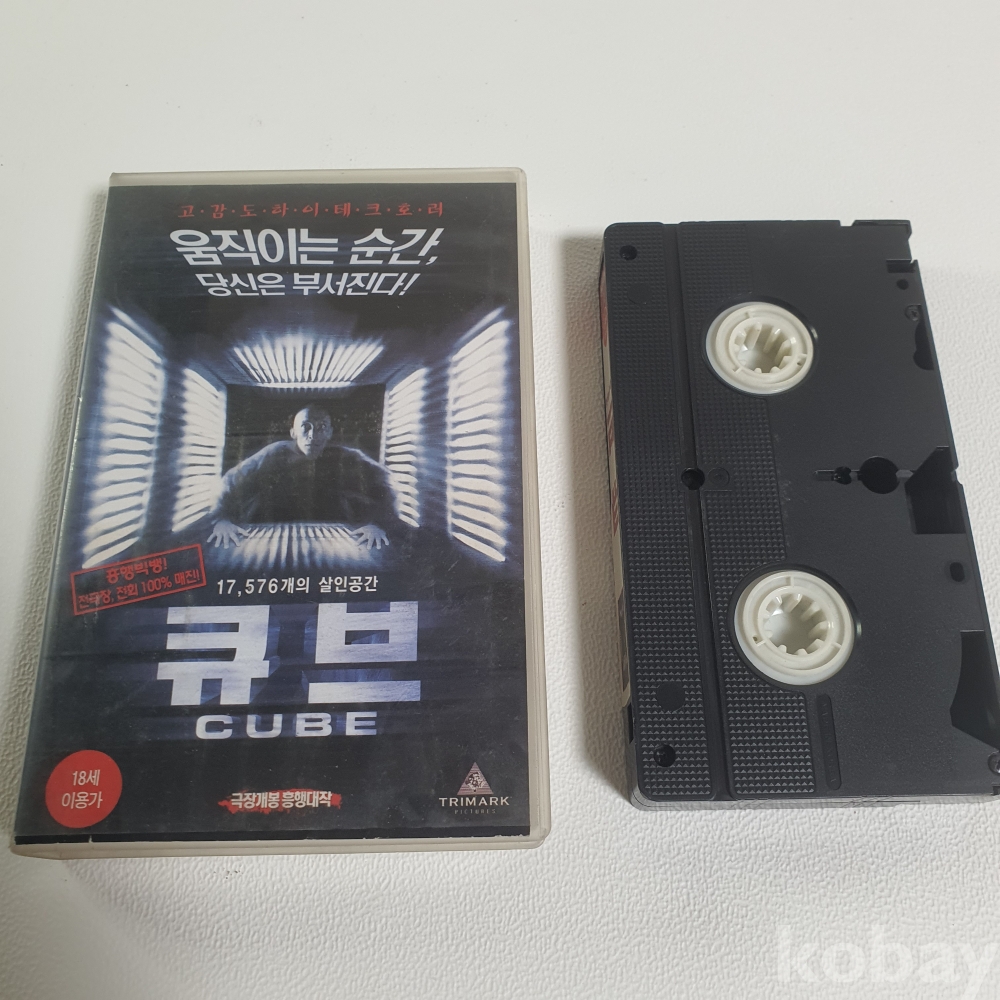 고·감·도·하·이·테·크·호·러
움직이는 순간,
당신은 부서진다!
흥행빅뱅!
전극장, 전회 100% 매진!!
17,576개의 살인공간
큐브
CUBE
18세
이용가
극장개봉 흥행대작
TRIMARK
PICTURES
kobay